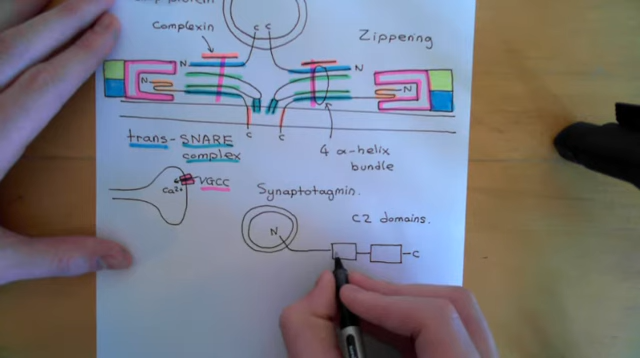 Complexin
C C
Zippering
N
N
N
N
C
C
trans-SNARE
complex
4 α-helix
bundle
VGCC
Ca2+
Synaptotagmin.
C2 domains.
N
C